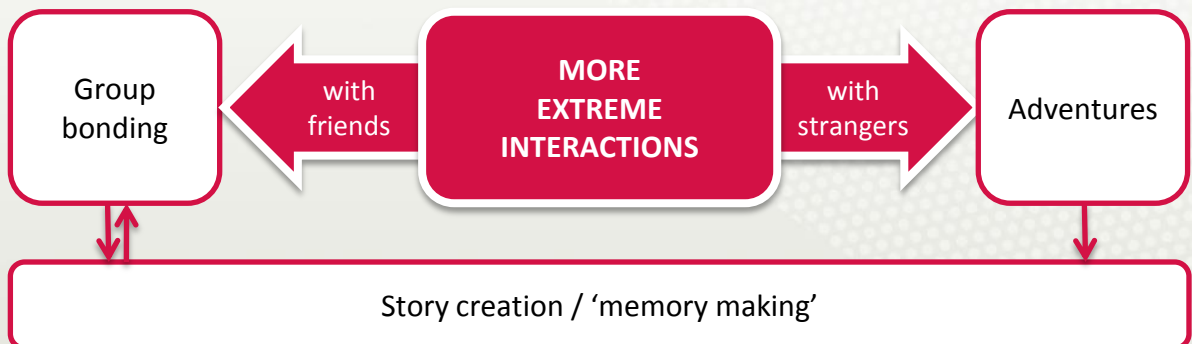 Group
bonding
with
friends
MORE
EXTREME
INTERACTIONS
with
strangers
Adventures
Story creation / ‘memory making’